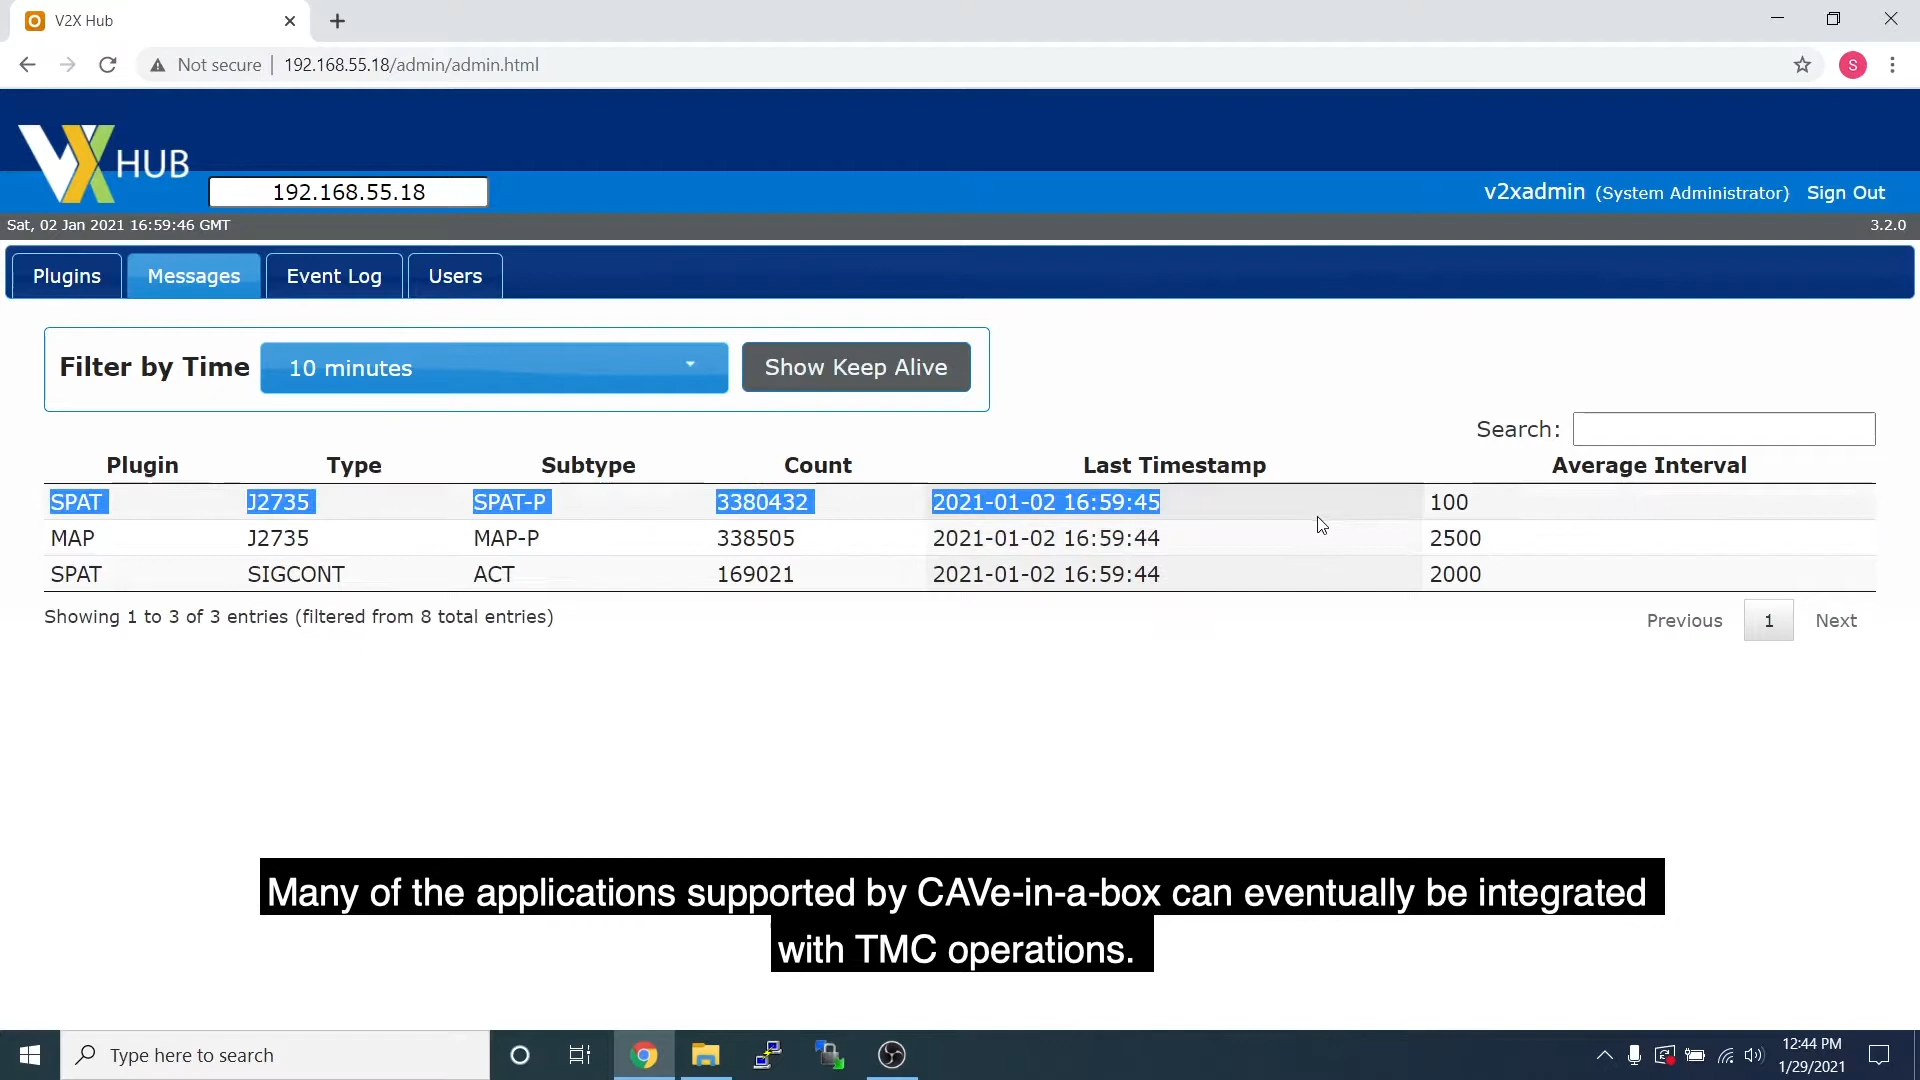 V2X Hub
Not secure | 192.168.55.18/admin/admin.html
S
VX HUB
192.168.55.18
v2xadmin (System Administrator) Sign Out
Sat, 02 Jan 2021 16:59:46 GMT
3.2.0
Plugins Messages Event Log Users
Filter by Time 10 minutes Show Keep Alive
Search:
Plugin Type Subtype Count Last Timestamp Average Interval
SPAT J2735 SPAT-P 3380432 2021-01-02 16:59:45 100
MAP J2735 MAP-P 338505 2021-01-02 16:59:44 2500
SPAT SIGCONT ACT 169021 2021-01-02 16:59:44 2000
Showing 1 to 3 of 3 entries (filtered from 8 total entries)
Previous 1 Next
Many of the applications supported by CAVe-in-a-box can eventually be integrated
with TMC operations.
Type here to search
12:44 PM
1/29/2021